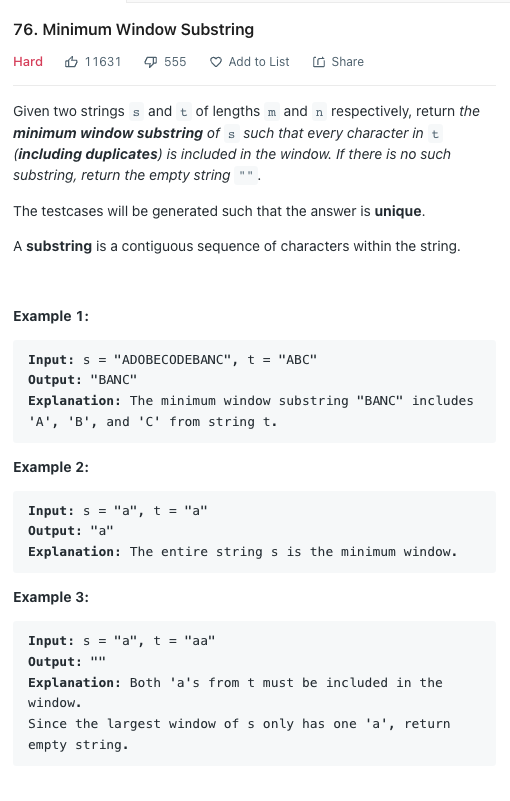 76. Minimum Window Substring
Hard 11631 555 Add to List Share
Given two strings s and t of lengths m and n respectively, return the
minimum window substring of s such that every character in t
(including duplicates) is included in the window. If there is no such
substring, return the empty string "".
The testcases will be generated such that the answer is unique.
A substring is a contiguous sequence of characters within the string.
Example 1:
Input: s = "ADOBECODEBANC", t = "ABC"
Output: "BANC"
Explanation: The minimum window substring "BANC" includes
'A', 'B', and 'C' from string t.
Example 2:
Input: s = "a", t = "a"
Output: "a"
Explanation: The entire string s is the minimum window.
Example 3:
Input: s = "a", t = "aa"
Output: ""
Explanation: Both 'a's from t must be included in the
window.
Since the largest window of s only has one 'a', return
empty string.